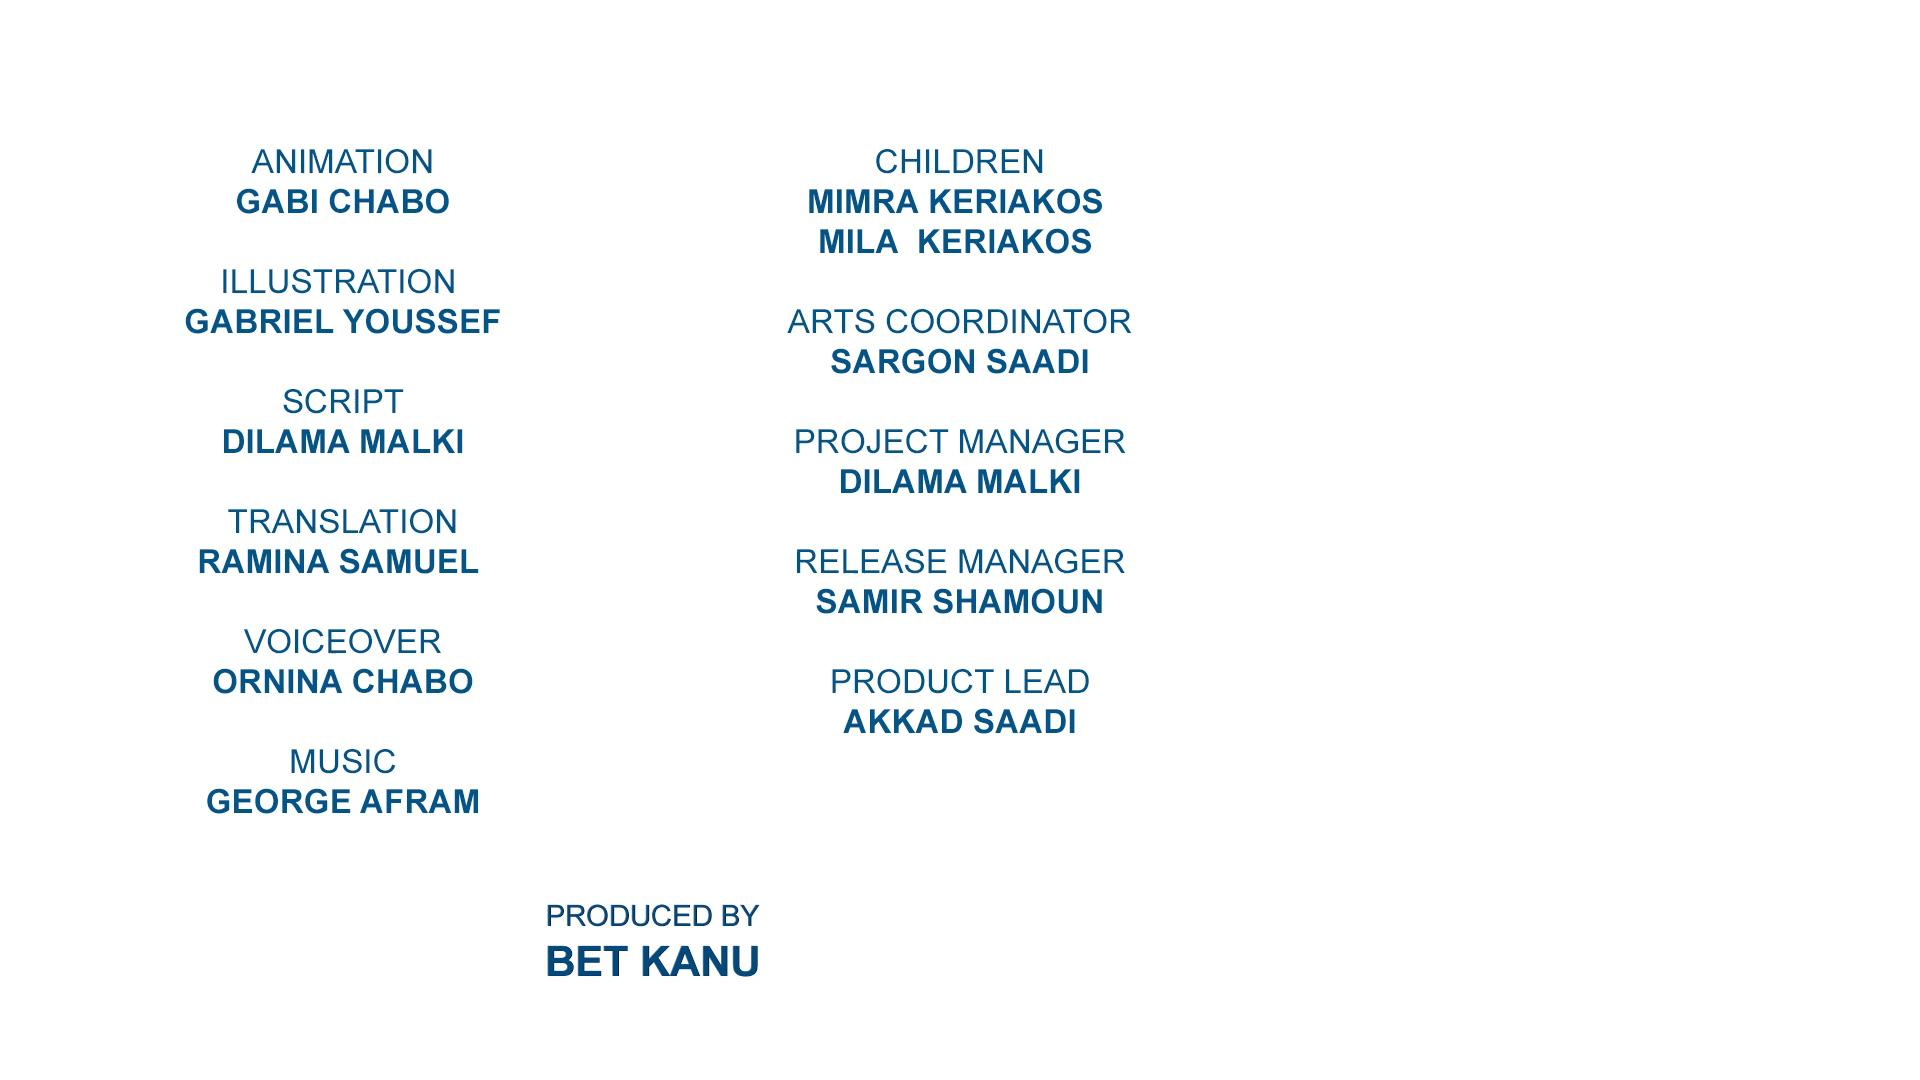 ANIMATION
GABI CHABO
ILLUSTRATION
GABRIEL YOUSSEF
SCRIPT
DILAMA MALKI
TRANSLATION
RAMINA SAMUEL
VOICEOVER
ORNINA CHABO
MUSIC
GEORGE AFRAM
CHILDREN
MIMRA KERIAKOS
MILA  KERIAKOS
ARTS COORDINATOR
SARGON SAADI
PROJECT MANAGER
DILAMA MALKI
RELEASE MANAGER
SAMIR SHAMOUN
PRODUCT LEAD
AKKAD SAADI
PRODUCED BY
BET KANU